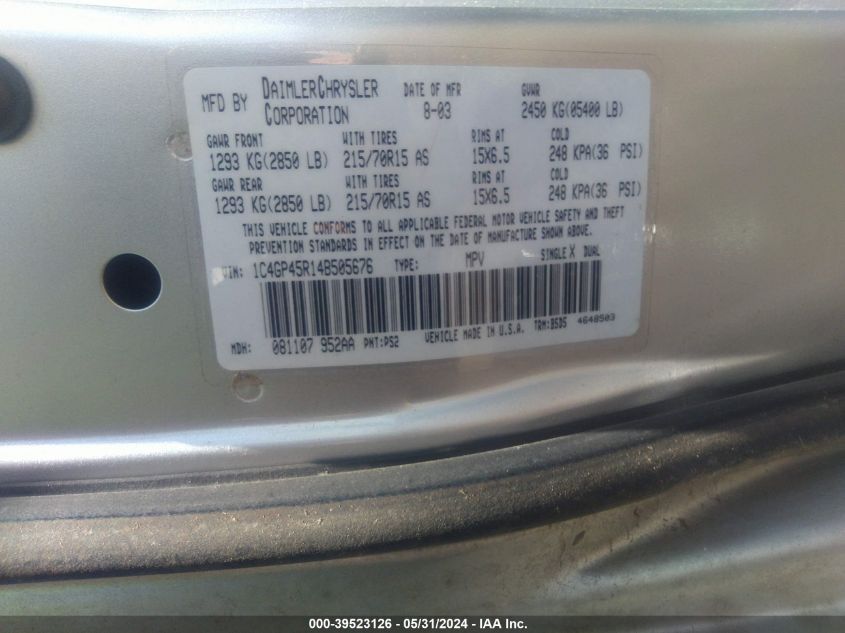 MFD BY DAIMLERCHRYSLER CORPORATION DATE OF MFR 8-03 GVWR 2450 KG(05400 LB)
GAWR FRONT WITH TIRES RIMS AT COLD
1293 KG(2850 LB) 215/70R15 AS 15X6.5 248 KPA(36 PSI)
GAWR REAR WITH TIRES RIMS AT COLD
1293 KG(2850 LB) 215/70R15 AS 15X6.5 248 KPA(36 PSI)
THIS VEHICLE CONFORMS TO ALL APPLICABLE FEDERAL MOTOR VEHICLE SAFETY AND THEFT
PREVENTION STANDARDS IN EFFECT ON THE DATE OF MANUFACTURE SHOWN ABOVE.
VIN: 1C4GP45R14B505676 TYPE: MPV SINGLE X DUAL
MDH: 081107 952AA PNT:PS2 VEHICLE MADE IN U.S.A. TRM:B5D5 4648503
000-39523126 - 05/31/2024 - IAA Inc.